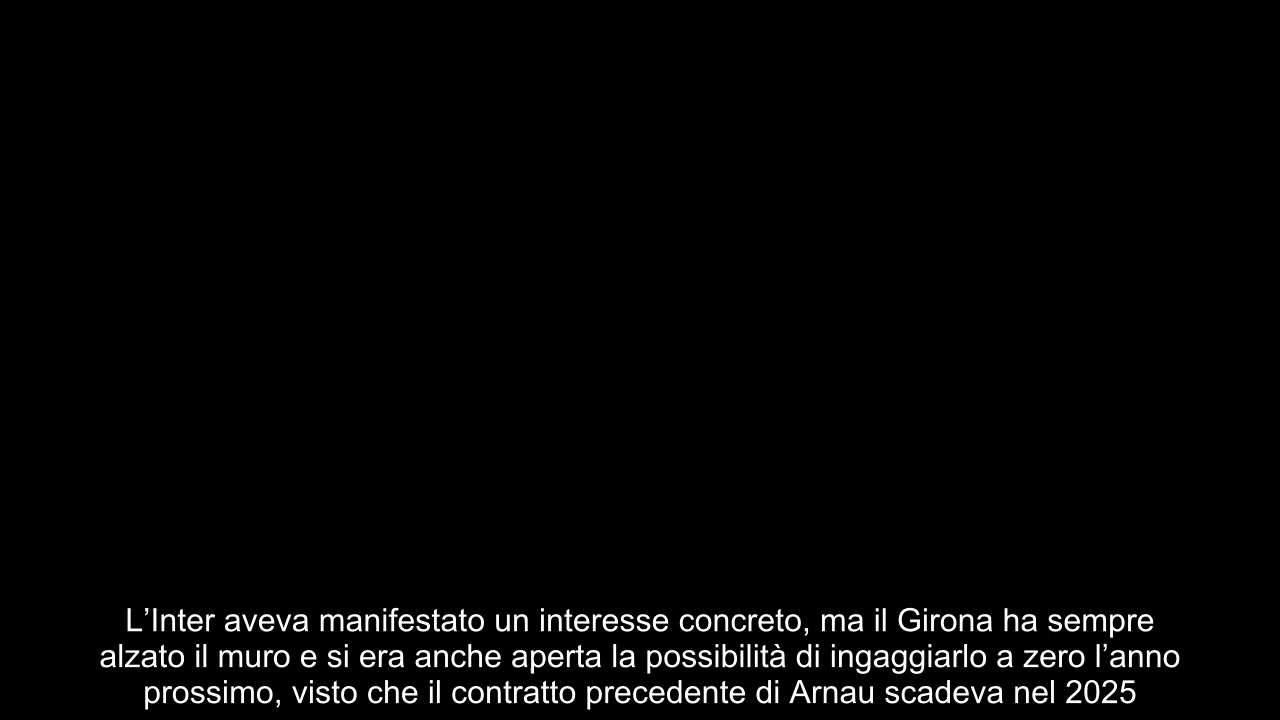 L’Inter aveva manifestato un interesse concreto, ma il Girona ha sempre
alzato il muro e si era anche aperta la possibilità di ingaggiarlo a zero l’anno
prossimo, visto che il contratto precedente di Arnau scadeva nel 2025